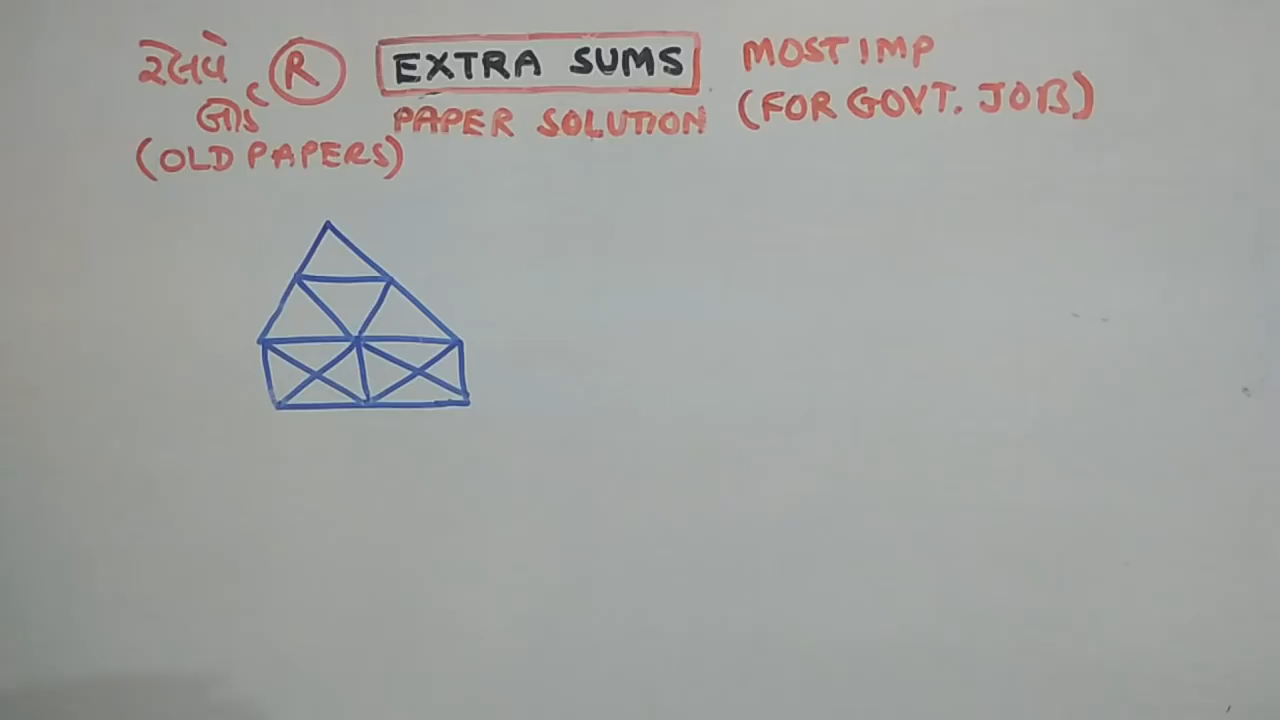 રેલવે R EXTRA SUMS MOST IMP
બોર્ડ PAPER SOLUTION (FOR GOVT. JOB)
(OLD PAPERS)